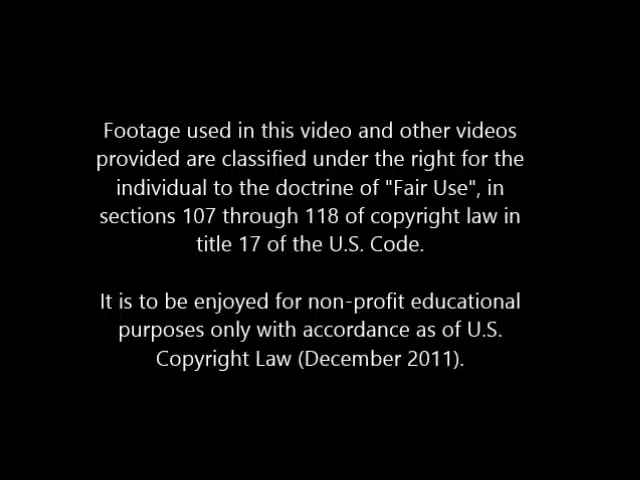 Footage used in this video and other videos
provided are classified under the right for the
individual to the doctrine of "Fair Use", in
sections 107 through 118 of copyright law in
title 17 of the U.S. Code.
It is to be enjoyed for non-profit educational
purposes only with accordance as of U.S.
Copyright Law (December 2011).